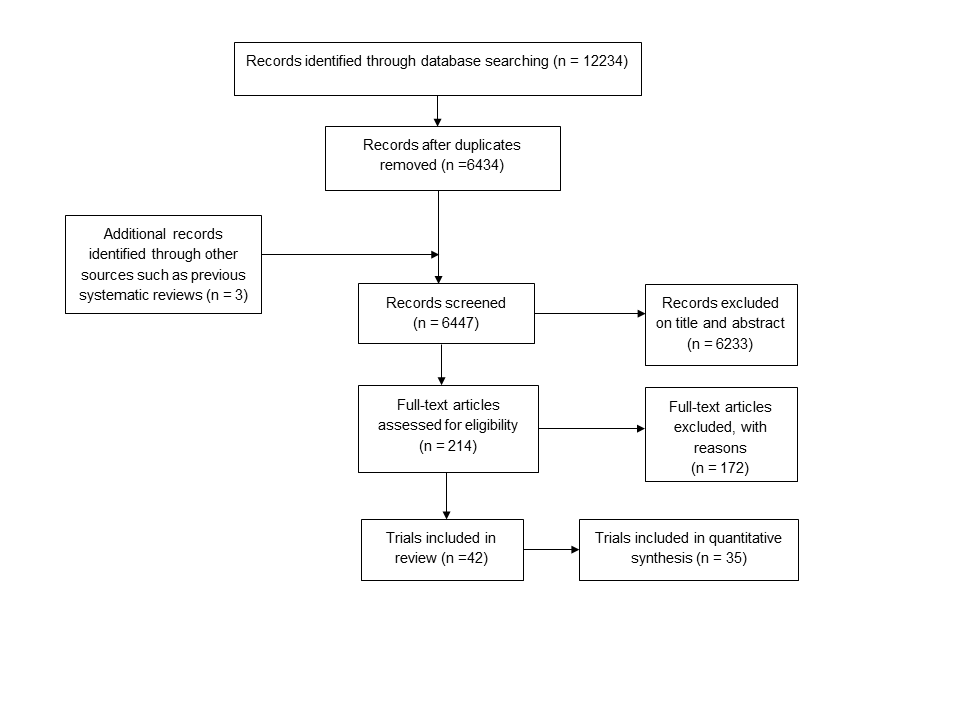 Records identified through database searching (n = 12234)
Records after duplicates
removed (n =6434)
Additional records
identified through other
sources such as previous
systematic reviews (n = 3)
Records screened
(n = 6447)
Records excluded
on title and abstract
(n = 6233)
Full-text articles
assessed for eligibility
(n = 214)
Full-text articles
excluded, with
reasons
(n = 172)
Trials included in
review (n =42)
Trials included in quantitative
synthesis (n = 35)